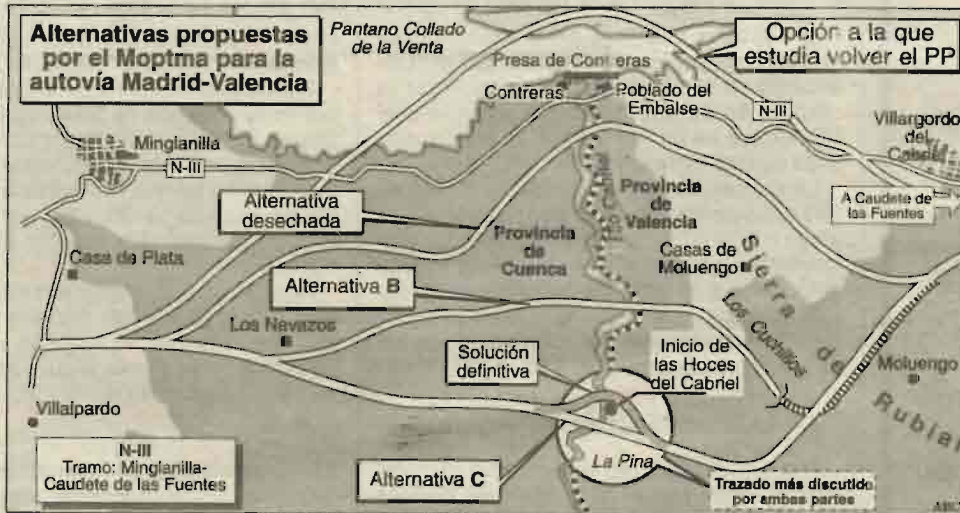 Alternativas propuestas
por el Moptma para la
autovía Madrid-Valencia
Pantano Collado
de la Venta
Opción a la que
estudia volver el PP
Presa de Contreras
Contreras
Poblado del
Embalse
N-III
Villargordo
del
Cabriel
Minglanilla
N-III
A Caudete de
las Fuentes
Alternativa
desechada
Provincia
de
Valencia
Provincia
de
Cuenca
Casa de Plata
Casas de
Moluengo
Sierra
de
Rubial
Los Cuchillos
Alternativa B
Los Navazos
Solución
definitiva
Inicio de
las Hoces
del Cabriel
Moluengo
Villalpardo
N-III
Tramo: Minglanilla-
Caudete de las Fuentes
Alternativa C
La Pina
Trazado más discutido
por ambas partes